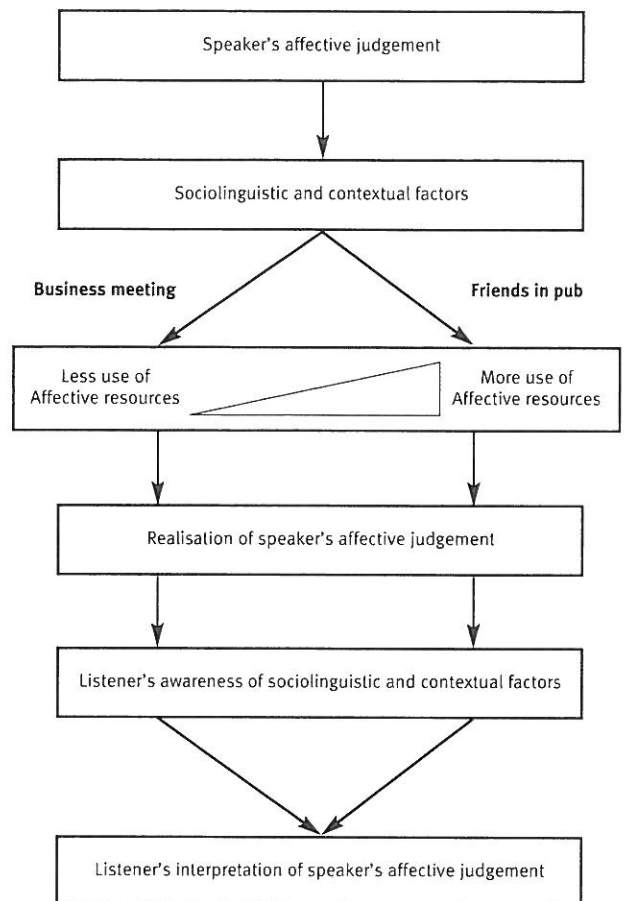 Speaker's affective judgement
Sociolinguistic and contextual factors
Business meeting
Friends in pub
Less use of
Affective resources
More use of
Affective resources
Realisation of speaker's affective judgement
Listener's awareness of sociolinguistic and contextual factors
Listener's interpretation of speaker's affective judgement